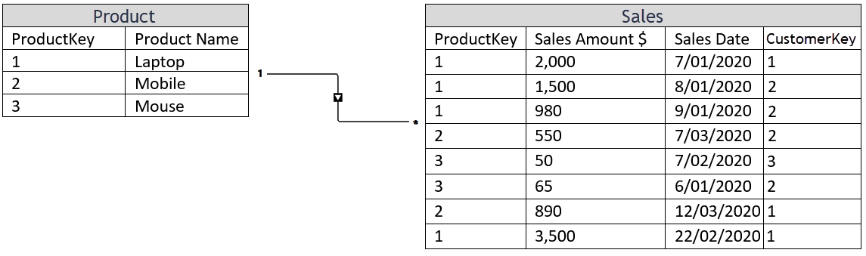 Product
ProductKey Product Name
1 Laptop
2 Mobile
3 Mouse
1
*
Sales
ProductKey Sales Amount $ Sales Date CustomerKey
1 2,000 7/01/2020 1
1 1,500 8/01/2020 2
1 980 9/01/2020 2
2 550 7/03/2020 2
3 50 7/02/2020 3
3 65 6/01/2020 2
2 890 12/03/2020 1
1 3,500 22/02/2020 1